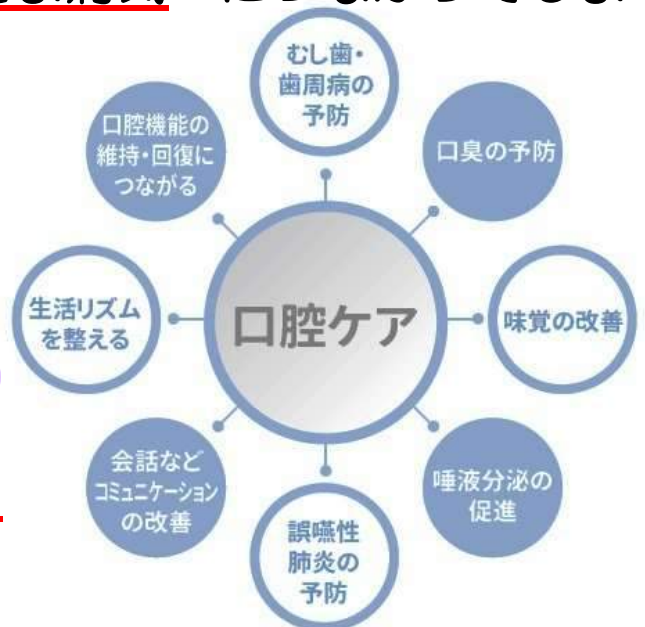 むし歯・
歯周病の
予防
口臭の予防
味覚の改善
唾液分泌の
促進
誤嚥性
肺炎の
予防
会話など
コミュニケーション
の改善
生活リズム
を整える
口腔機能の
維持・回復に
つながる
口腔ケア